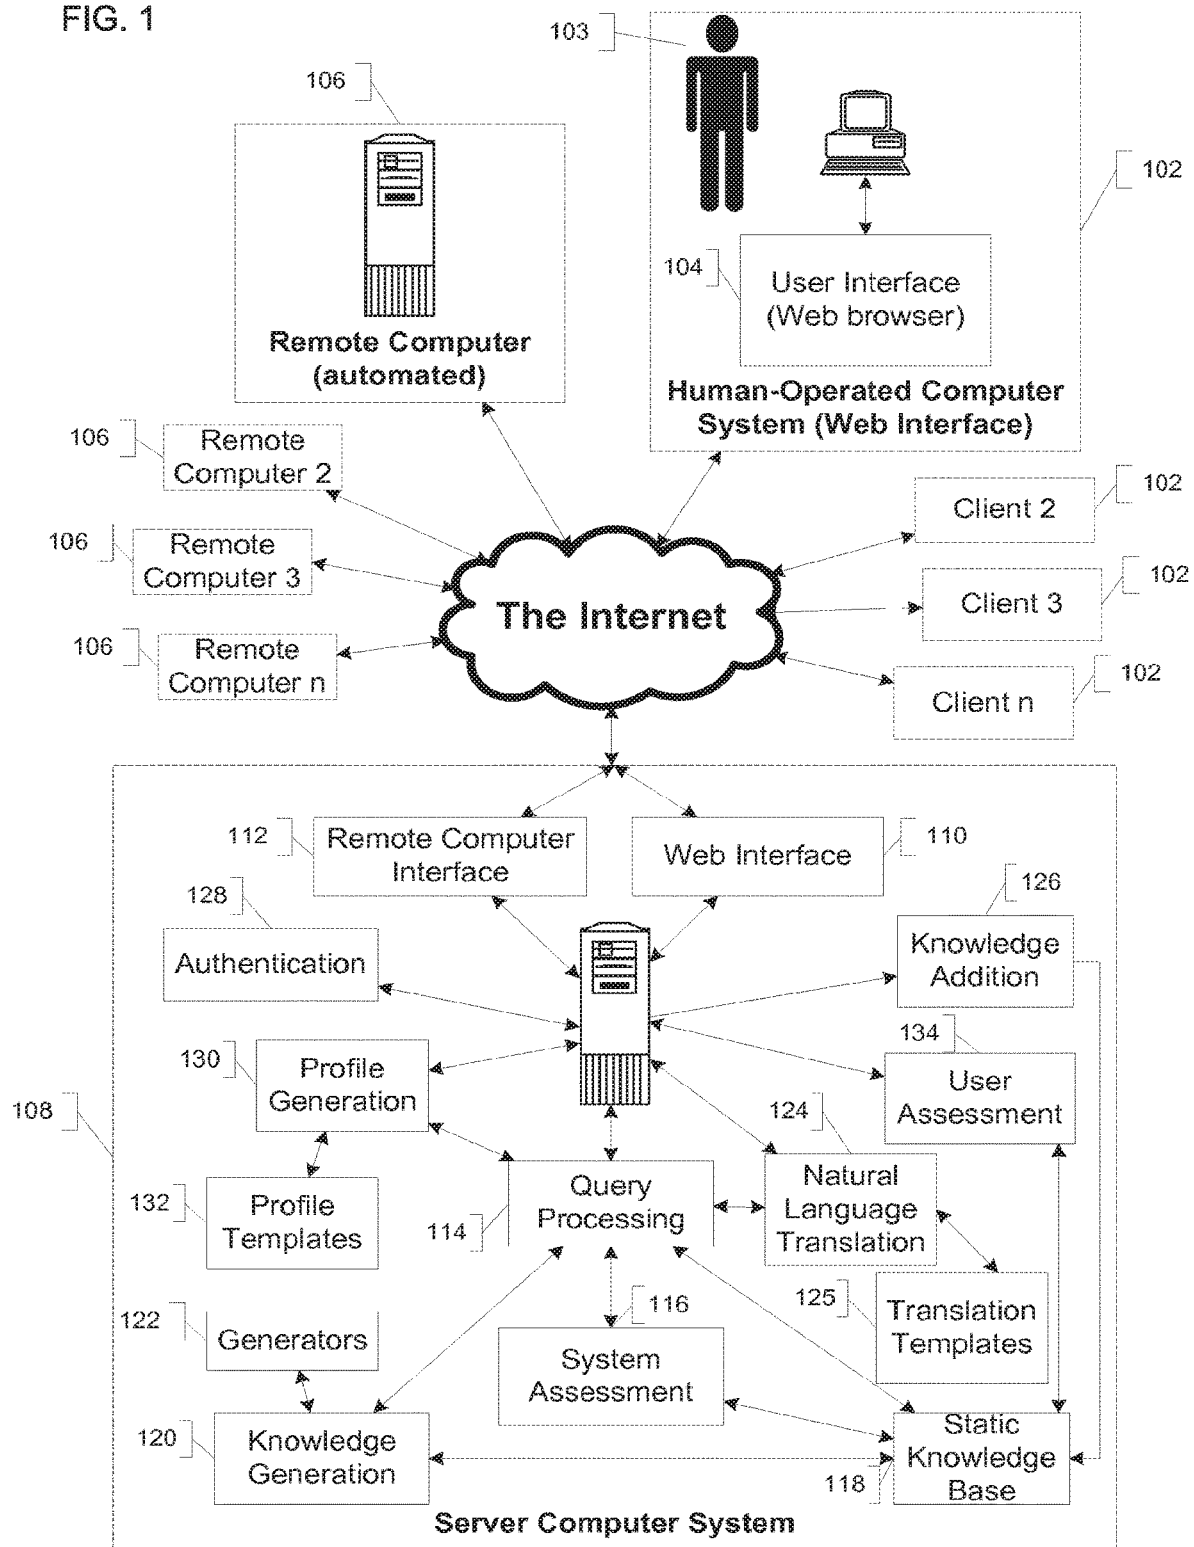 FIG. 1
103
106
102
104
User Interface
(Web browser)
Remote Computer
(automated)
Human-Operated Computer
System (Web Interface)
106
Remote
Computer 2
102
Client 2
106
Remote
Computer 3
102
Client 3
The Internet
106
Remote
Computer n
102
Client n
112
Remote Computer
Interface
Web Interface
110
128
Authentication
126
Knowledge
Addition
130
Profile
Generation
134
User
Assessment
108
124
Natural
Language
Translation
132
Profile
Templates
114
Query
Processing
122
Generators
116
System
Assessment
125
Translation
Templates
120
Knowledge
Generation
118
Static
Knowledge
Base
Server Computer System